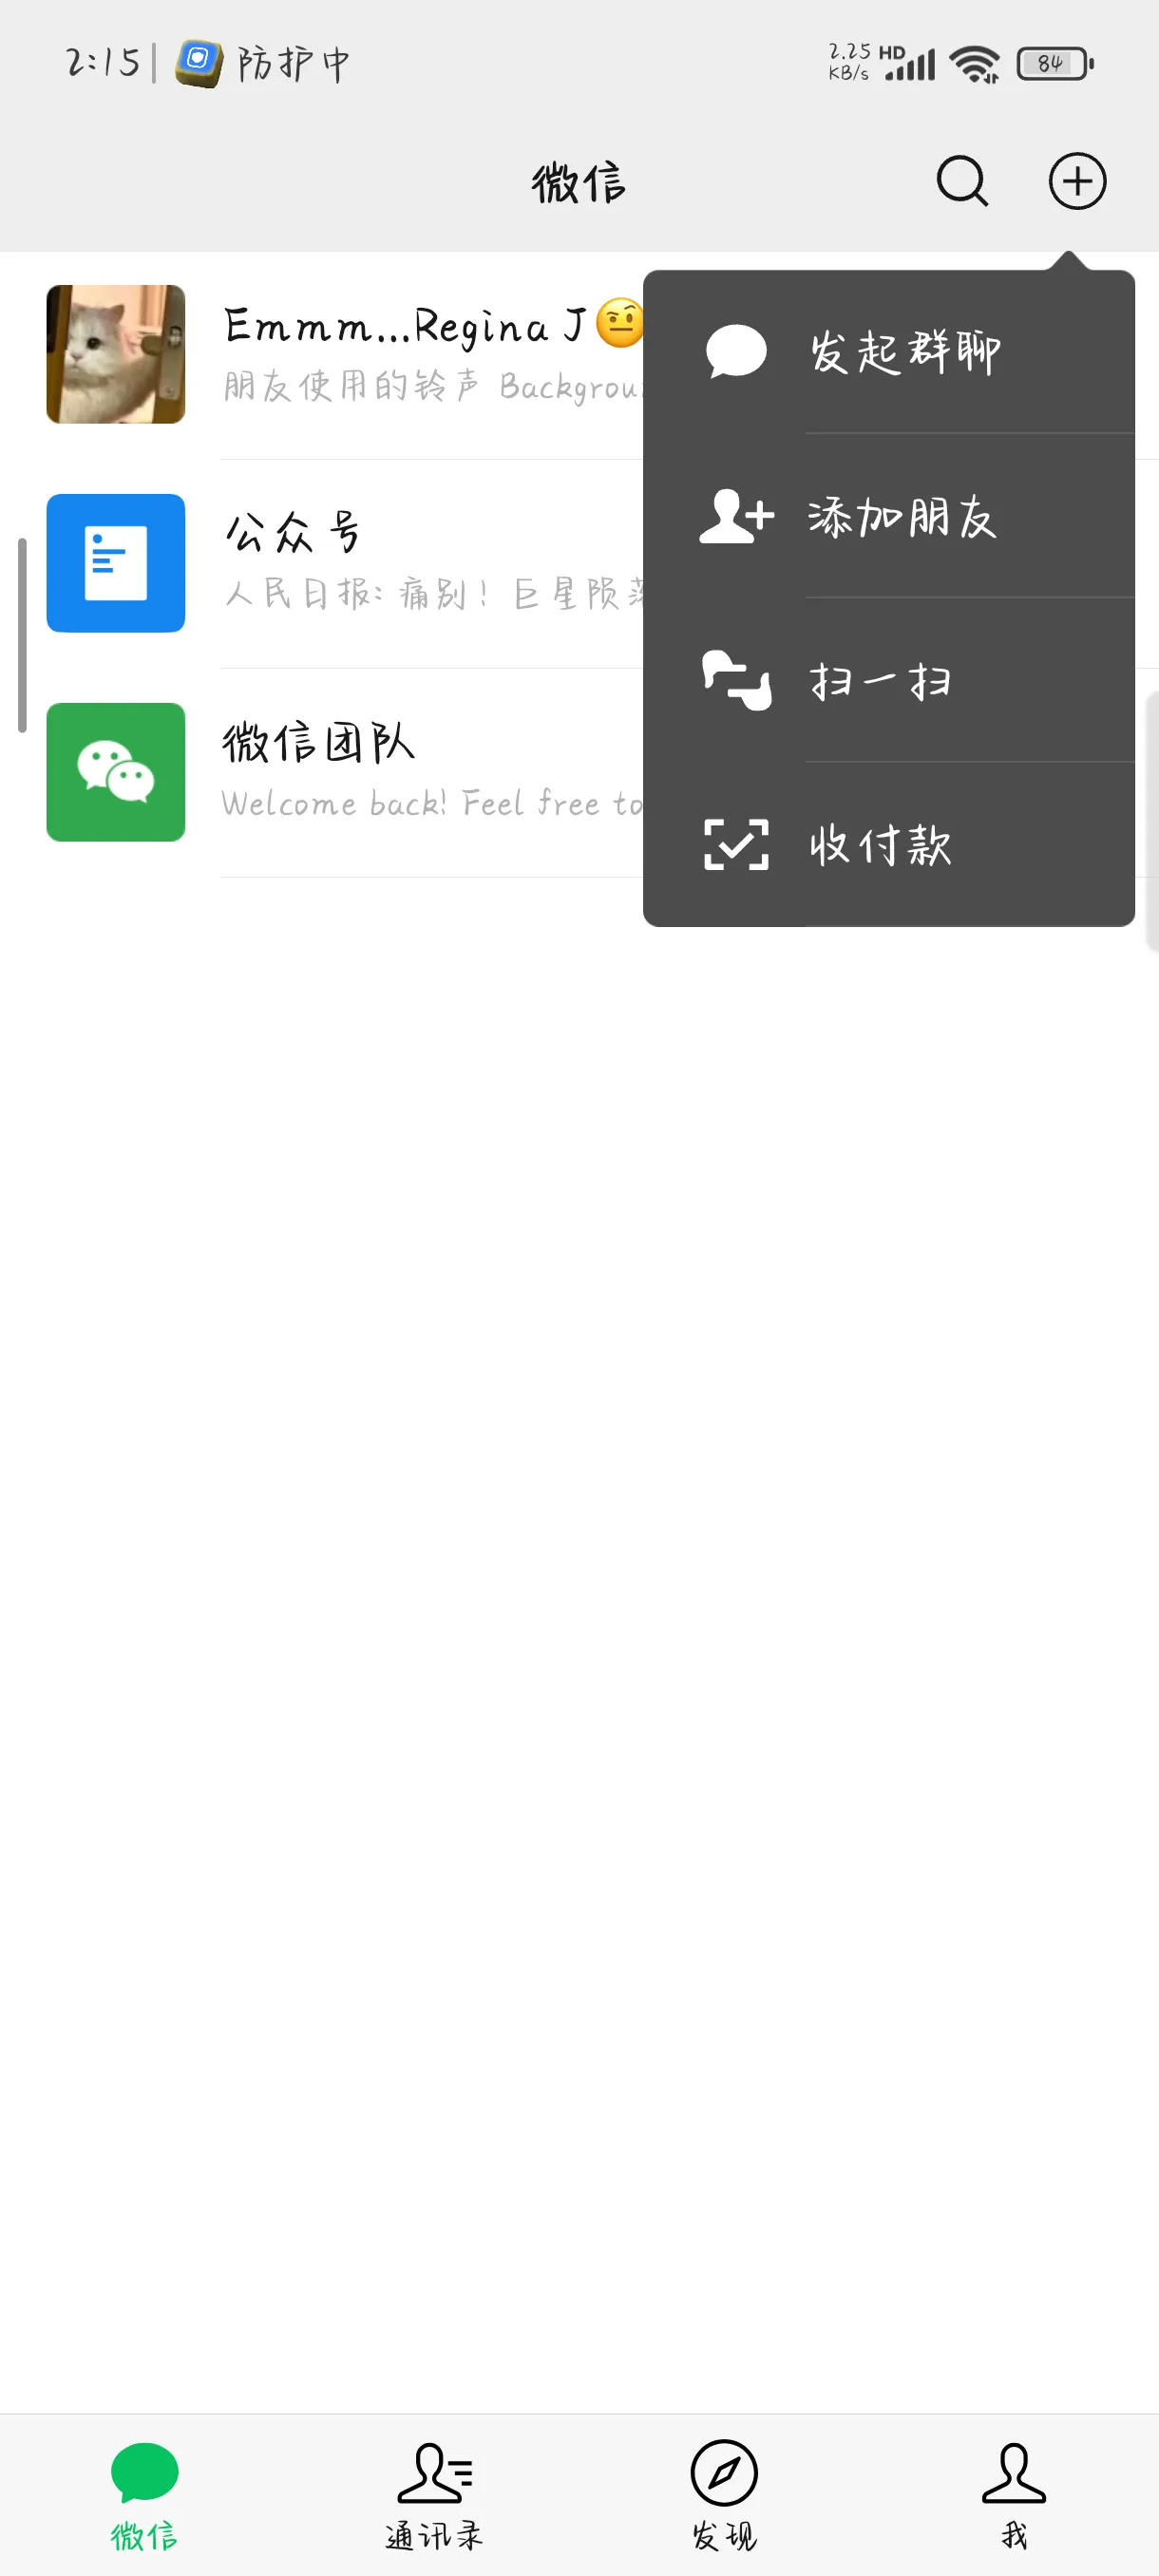 2:15 防护中 2.25 KB/s HD 84
微信
Emmm...Regina J🤨
朋友使用的铃声 Backgrou
公众号
人民日报: 痛别！巨星陨
微信团队
Welcome back! Feel free to
发起群聊
添加朋友
扫一扫
收付款
微信 通讯录 发现 我